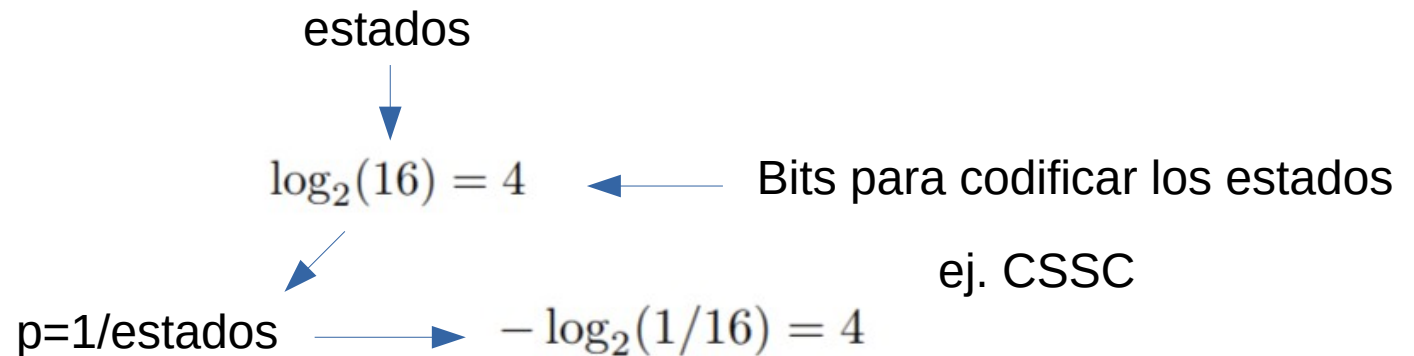 estados
log₂(16) = 4
Bits para codificar los estados
ej. CSSC
p=1/estados
− log₂(1/16) = 4